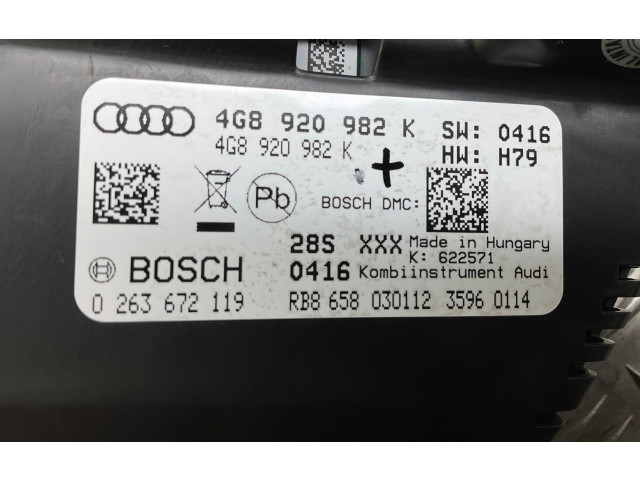 4G8 920 982 K SW: 0416
4G8 920 982 K HW: H79
Pb BOSCH DMC:
28S XXX Made in Hungary
K: 622571
BOSCH 0416 Kombiinstrument Audi
0 263 672 119 RB8 658 030112 3596 0114